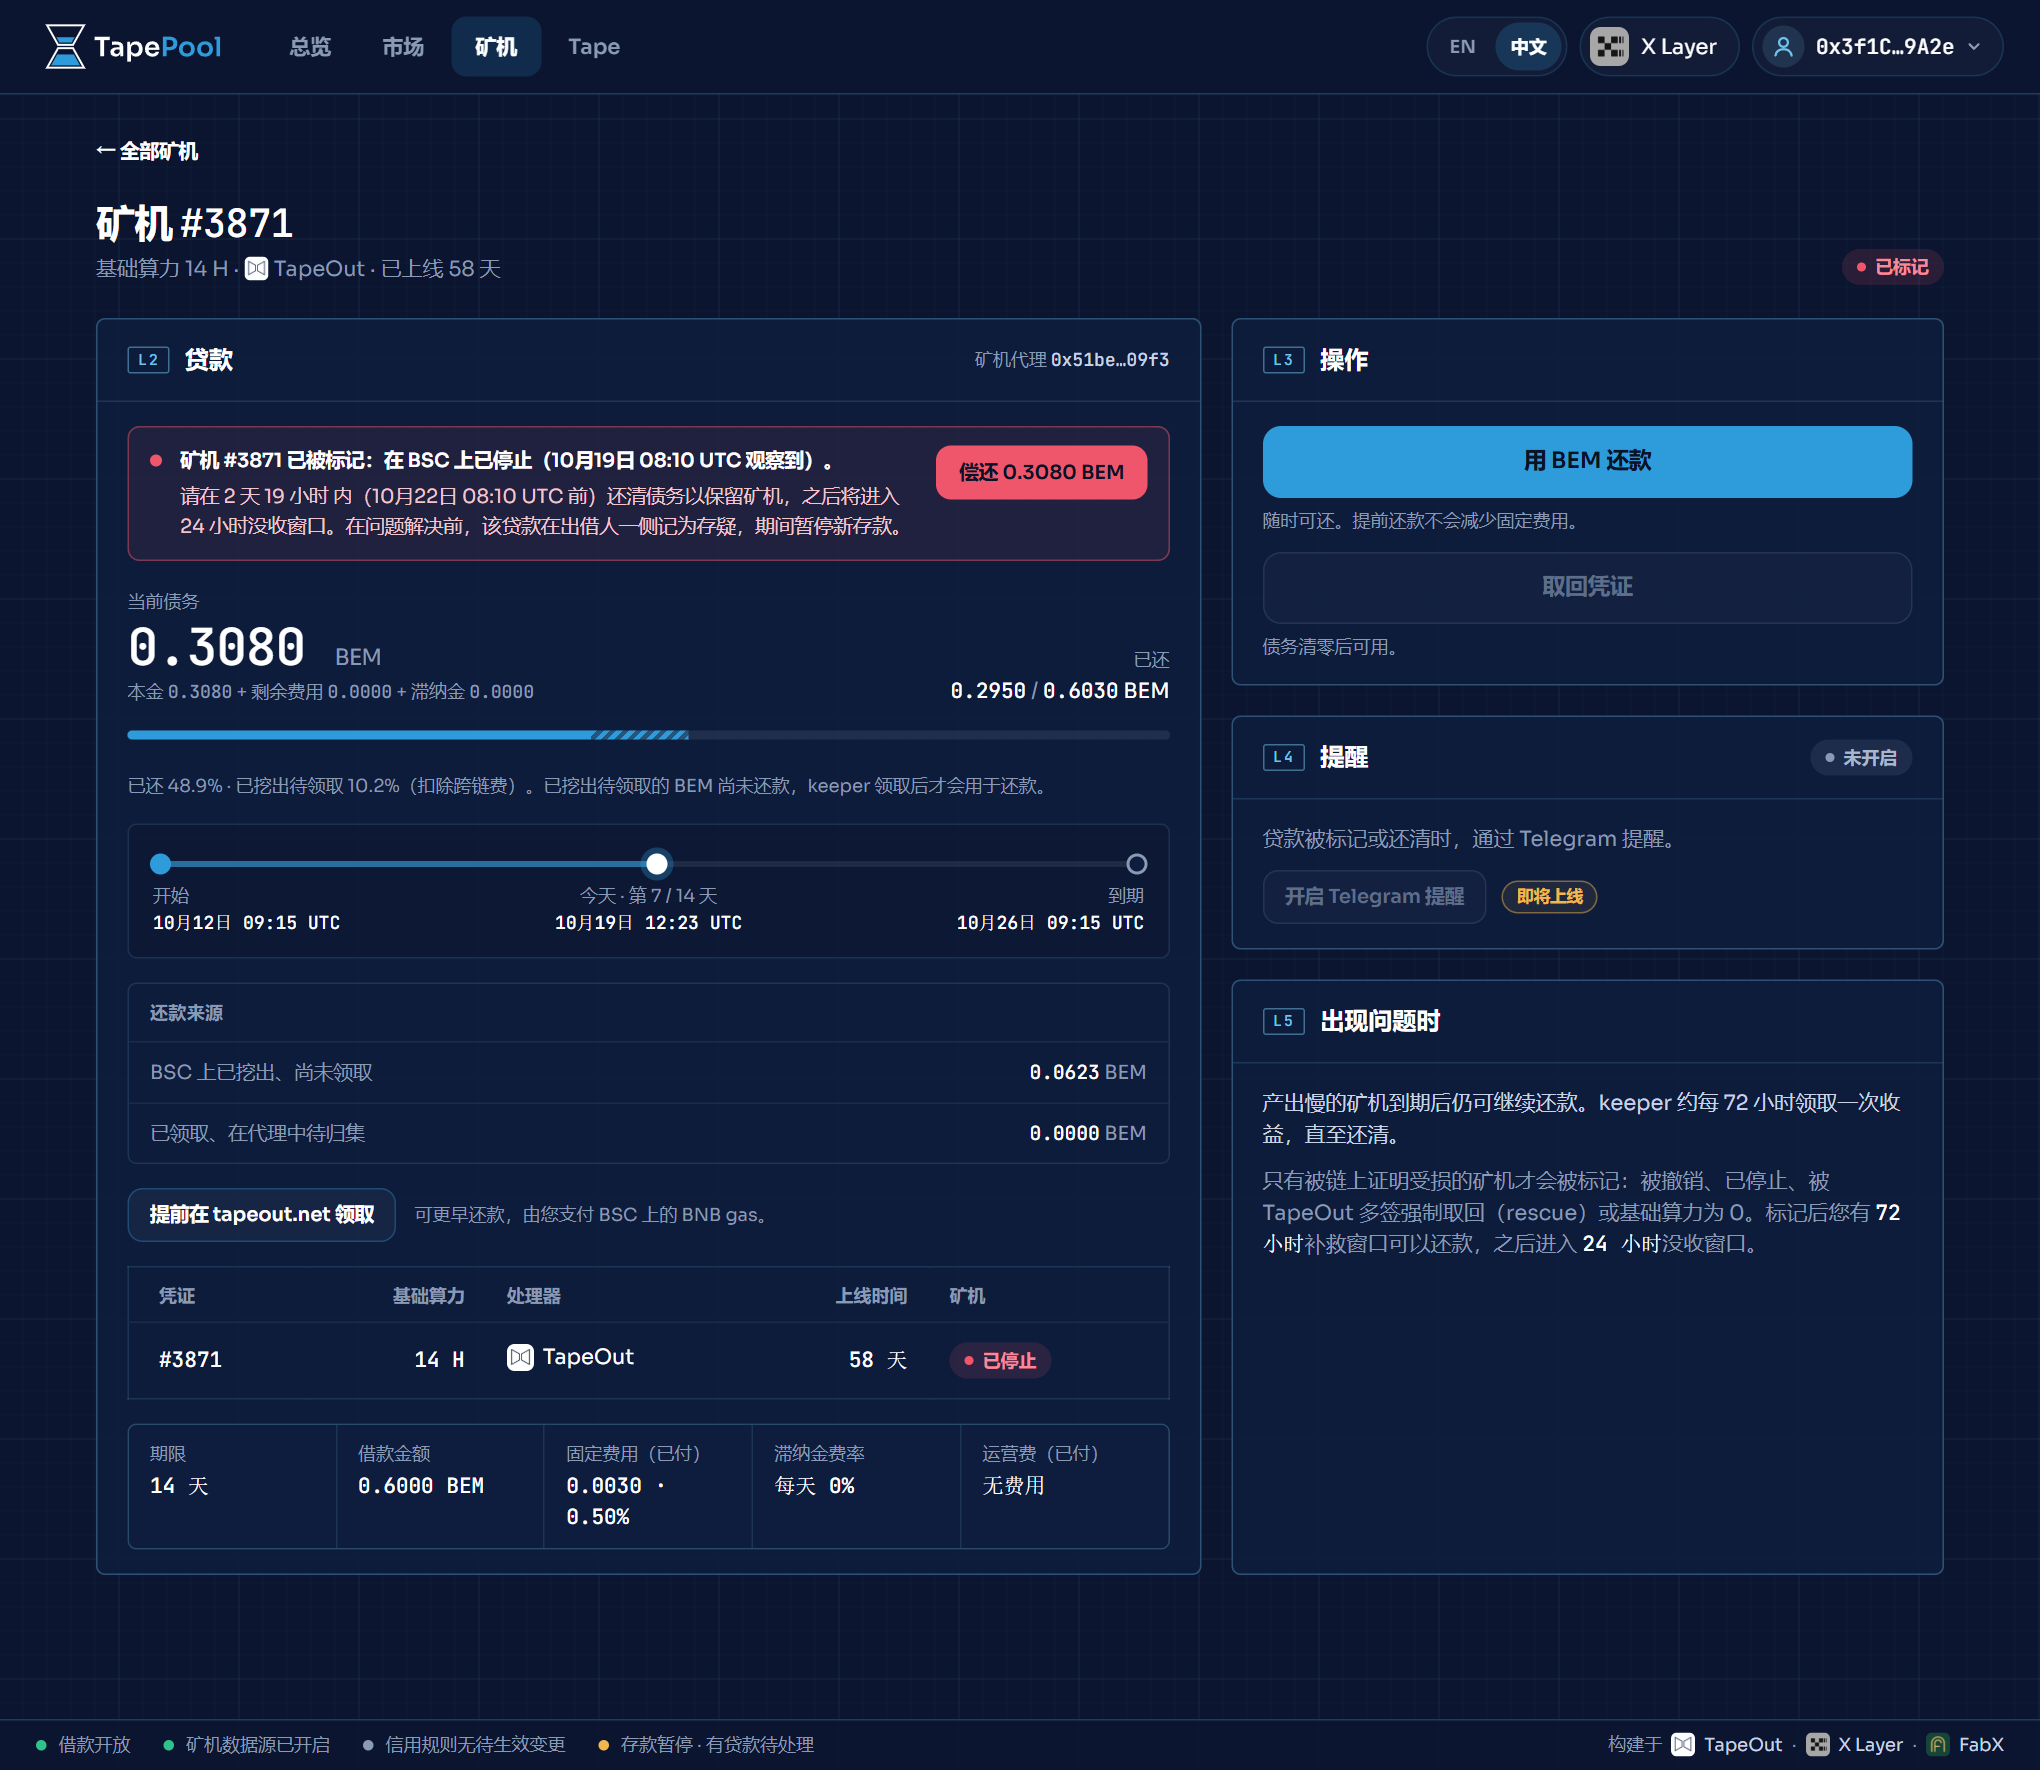 TapePool
总览
市场
矿机
Tape
EN
中文
X Layer
0x3f1C…9A2e
← 全部矿机
矿机 #3871
基础算力 14 H · TapeOut · 已上线 58 天
已标记
L2 贷款
矿机代理 0x51be…09f3
矿机 #3871 已被标记：在 BSC 上已停止（10月19日 08:10 UTC 观察到）。
请在 2 天 19 小时 内（10月22日 08:10 UTC 前）还清债务以保留矿机，之后将进入
24 小时没收窗口。在问题解决前，该贷款在出借人一侧记为存疑，期间暂停新存款。
偿还 0.3080 BEM
当前债务
0.3080 BEM
本金 0.3080 + 剩余费用 0.0000 + 滞纳金 0.0000
已还
0.2950 / 0.6030 BEM
已还 48.9% · 已挖出待领取 10.2%（扣除跨链费）。已挖出待领取的 BEM 尚未还款，keeper 领取后才会用于还款。
开始
10月12日 09:15 UTC
今天 · 第 7 / 14 天
10月19日 12:23 UTC
到期
10月26日 09:15 UTC
还款来源
BSC 上已挖出、尚未领取 0.0623 BEM
已领取、在代理中待归集 0.0000 BEM
提前在 tapeout.net 领取
可更早还款，由您支付 BSC 上的 BNB gas。
凭证 基础算力 处理器 上线时间 矿机
#3871 14 H TapeOut 58 天 已停止
期限
14 天
借款金额
0.6000 BEM
固定费用（已付）
0.0030 ·
0.50%
滞纳金费率
每天 0%
运营费（已付）
无费用
L3 操作
用 BEM 还款
随时可还。提前还款不会减少固定费用。
取回凭证
债务清零后可用。
L4 提醒
未开启
贷款被标记或还清时，通过 Telegram 提醒。
开启 Telegram 提醒
即将上线
L5 出现问题时
产出慢的矿机到期后仍可继续还款。keeper 约每 72 小时领取一次收
益，直至还清。
只有被链上证明受损的矿机才会被标记：被撤销、已停止、被
TapeOut 多签强制取回（rescue）或基础算力为 0。标记后您有 72
小时补救窗口可以还款，之后进入 24 小时没收窗口。
借款开放
矿机数据源已开启
信用规则无待生效变更
存款暂停 · 有贷款待处理
构建于 TapeOut · X Layer · FabX